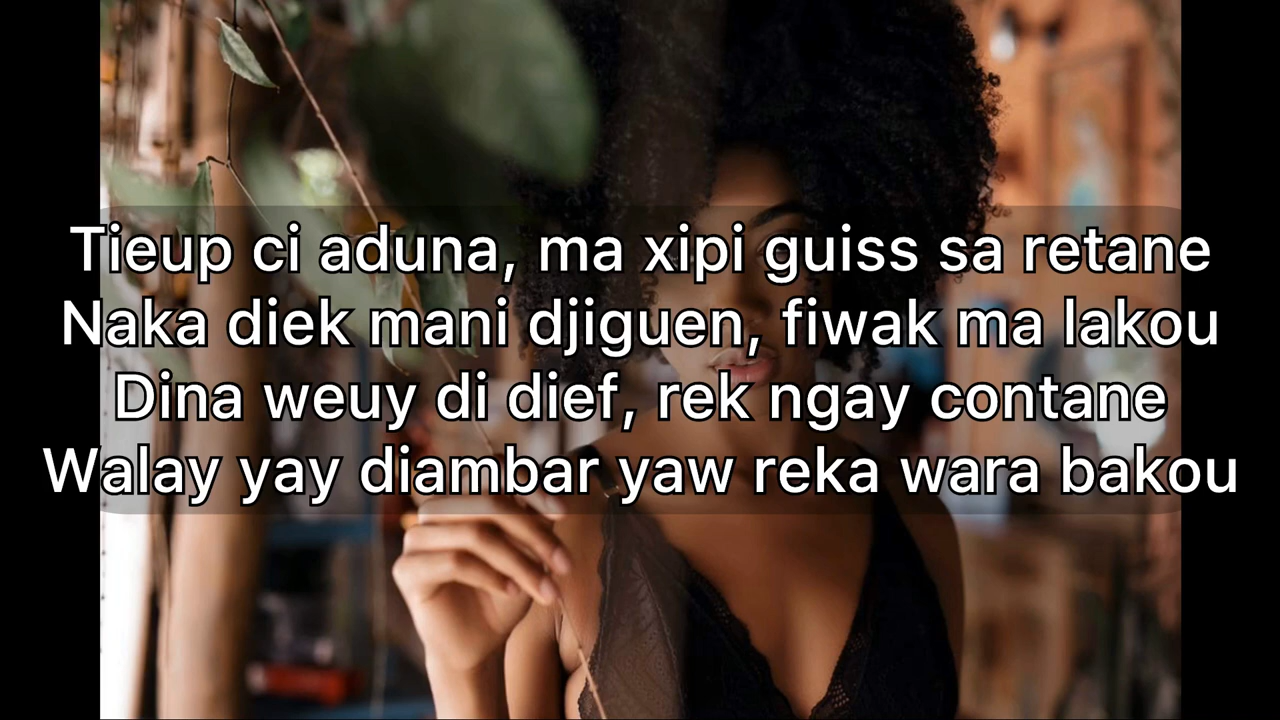 Tieup ci aduna, ma xipi guiss sa retane
Naka diek mani djiguen, fiwak ma lakou
Dina weuy di dief, rek ngay contane
Walay yay diambar yaw reka wara bakou